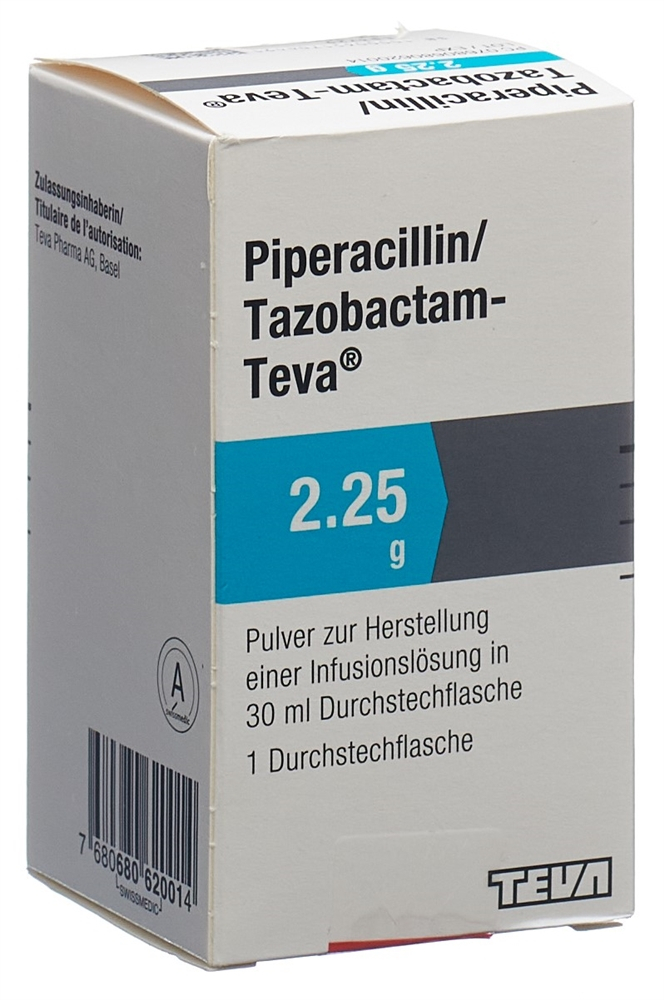 Piperacillin/
Tazobactam-Teva®
2.25 g
Zulassungsinhaberin/
Titulaire de l'autorisation:
Teva Pharma AG, Basel
Piperacillin/
Tazobactam-
Teva®
2.25
g
Pulver zur Herstellung
einer Infusionslösung in
30 ml Durchstechflasche
1 Durchstechflasche
A
swissmedic
7 680680 620014
SWISSMEDIC
TEVA